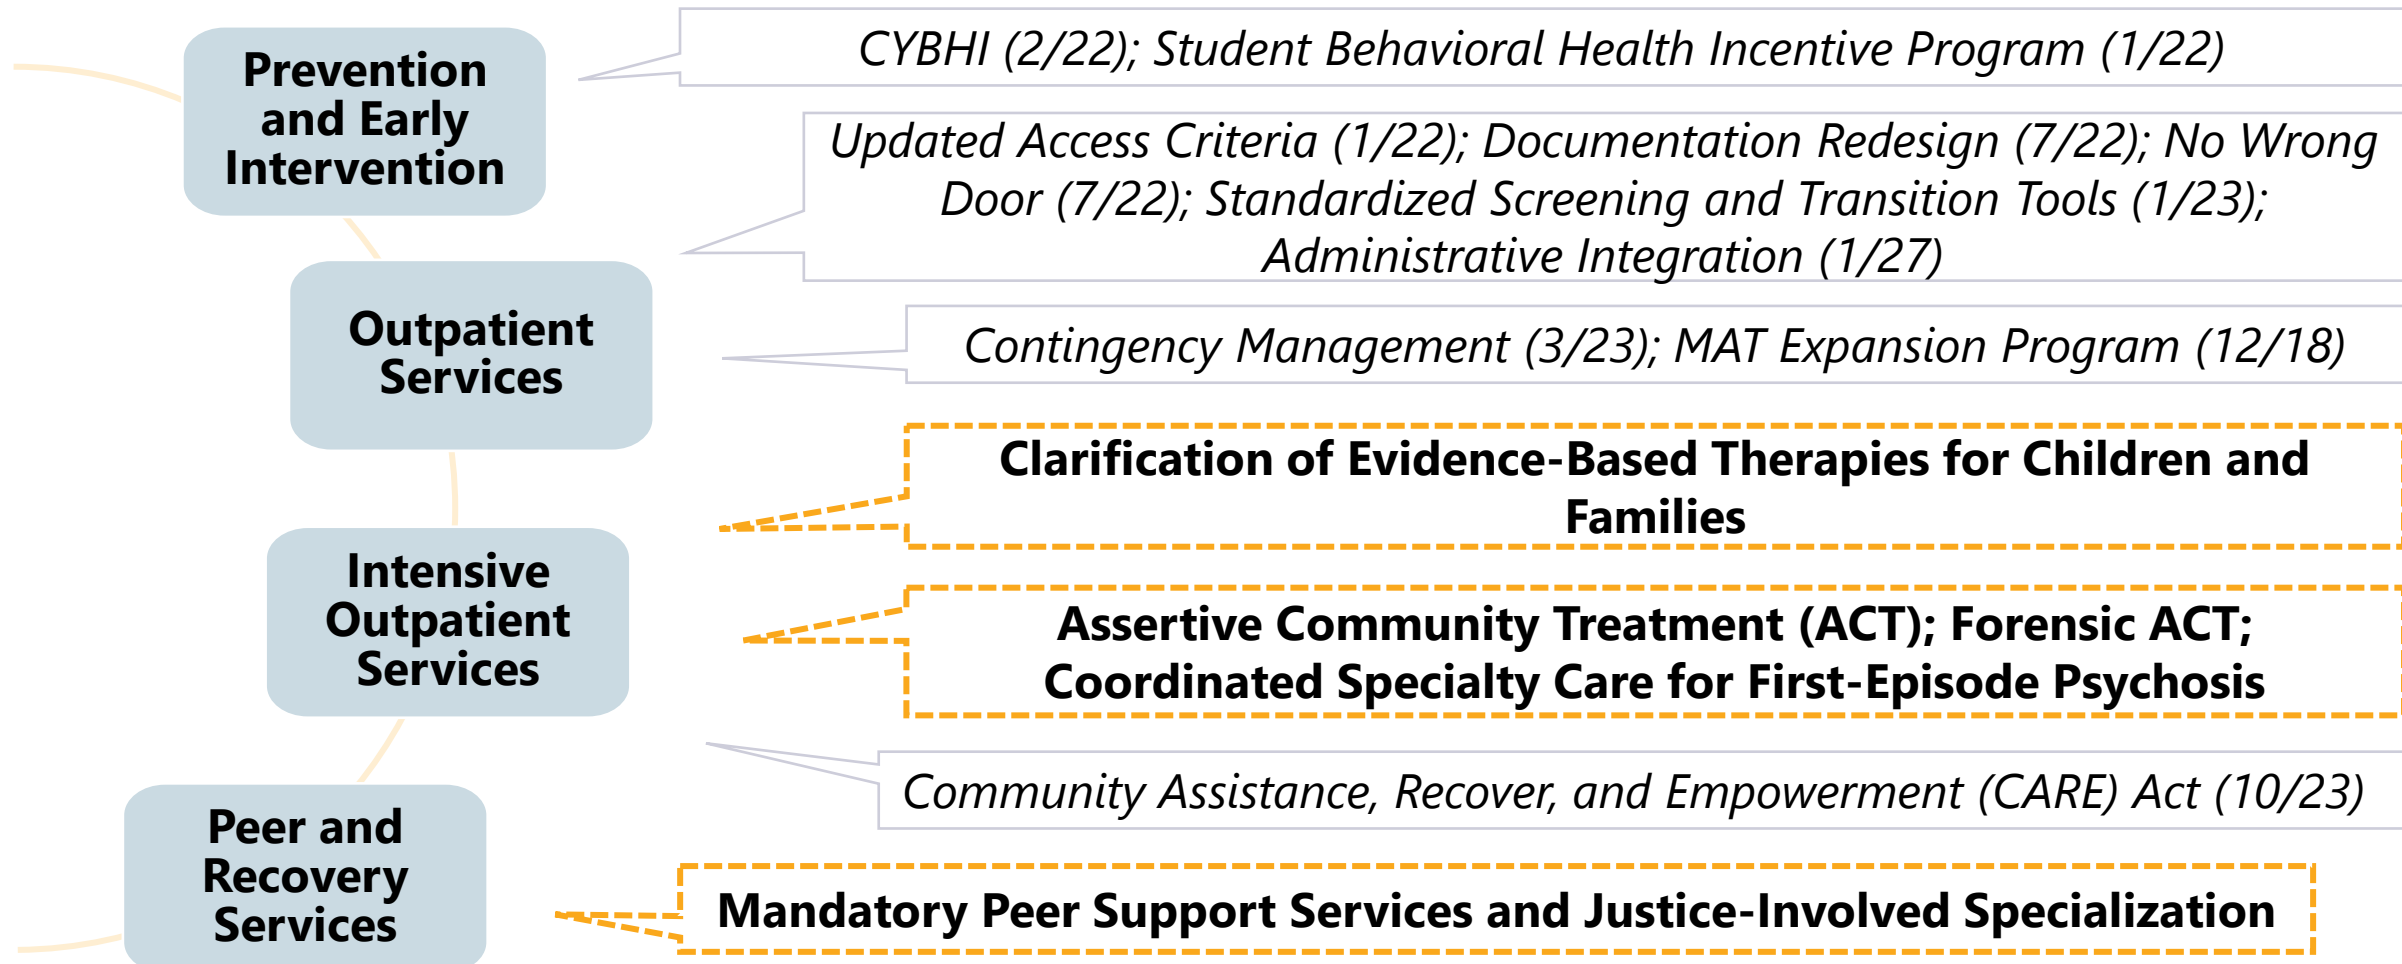 Prevention
and Early
Intervention
CYBHI (2/22); Student Behavioral Health Incentive Program (1/22)
Updated Access Criteria (1/22); Documentation Redesign (7/22); No Wrong
Door (7/22); Standardized Screening and Transition Tools (1/23);
Administrative Integration (1/27)
Outpatient
Services
Contingency Management (3/23); MAT Expansion Program (12/18)
Clarification of Evidence-Based Therapies for Children and
Families
Intensive
Outpatient
Services
Assertive Community Treatment (ACT); Forensic ACT;
Coordinated Specialty Care for First-Episode Psychosis
Community Assistance, Recover, and Empowerment (CARE) Act (10/23)
Peer and
Recovery
Services
Mandatory Peer Support Services and Justice-Involved Specialization